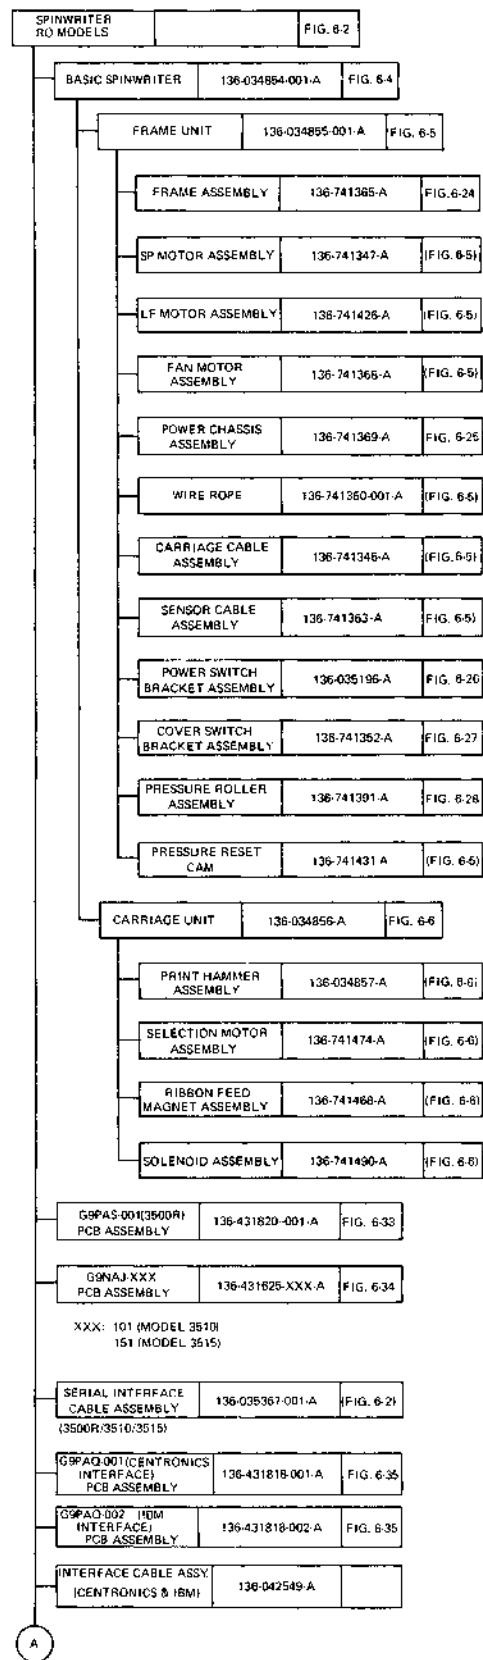 SPINWRITER
RO MODELS
FIG. 6-2
BASIC SPINWRITER 136-034854-001-A FIG. 6-4
FRAME UNIT 136-034855-001-A FIG. 6-5
FRAME ASSEMBLY 136-741365-A FIG. 6-24
SP MOTOR ASSEMBLY 136-741347-A (FIG. 6-5)
LF MOTOR ASSEMBLY 136-741426-A (FIG. 6-5)
FAN MOTOR
ASSEMBLY
136-741368-A (FIG. 6-5)
POWER CHASSIS
ASSEMBLY
136-741369-A FIG. 6-25
WIRE ROPE 136-741350-001-A (FIG. 6-5)
CARRIAGE CABLE
ASSEMBLY
136-741346-A (FIG. 6-5)
SENSOR CABLE
ASSEMBLY
136-741363-A (FIG. 6-5)
POWER SWITCH
BRACKET ASSEMBLY
136-035196-A FIG. 6-26
COVER SWITCH
BRACKET ASSEMBLY
136-741352-A FIG. 6-27
PRESSURE ROLLER
ASSEMBLY
136-741391-A FIG. 6-28
PRESSURE RESET
CAM
136-741431-A (FIG. 6-5)
CARRIAGE UNIT 136-034856-A FIG. 6-6
PRINT HAMMER
ASSEMBLY
136-034857-A (FIG. 6-6)
SELECTION MOTOR
ASSEMBLY
136-741474-A (FIG. 6-6)
RIBBON FEED
MAGNET ASSEMBLY
136-741468-A (FIG. 6-6)
SOLENOID ASSEMBLY 136-741490-A (FIG. 6-6)
G9PAS-001(3500R)
PCB ASSEMBLY
136-431820-001-A FIG. 6-33
G9NAJ-XXX
PCB ASSEMBLY
136-431625-XXX-A FIG. 6-34
XXX: 101 (MODEL 3510)
151 (MODEL 3515)
SERIAL INTERFACE
CABLE ASSEMBLY
136-035367-001-A (FIG. 6-2)
(3500R/3510/3515)
G9PAQ-001(CENTRONICS
INTERFACE)
PCB ASSEMBLY
136-431818-001-A FIG. 6-35
G9PAQ-002 (IBM
INTERFACE)
PCB ASSEMBLY
136-431818-002-A FIG. 6-35
INTERFACE CABLE ASSY.
(CENTRONICS & IBM)
136-042549-A
A